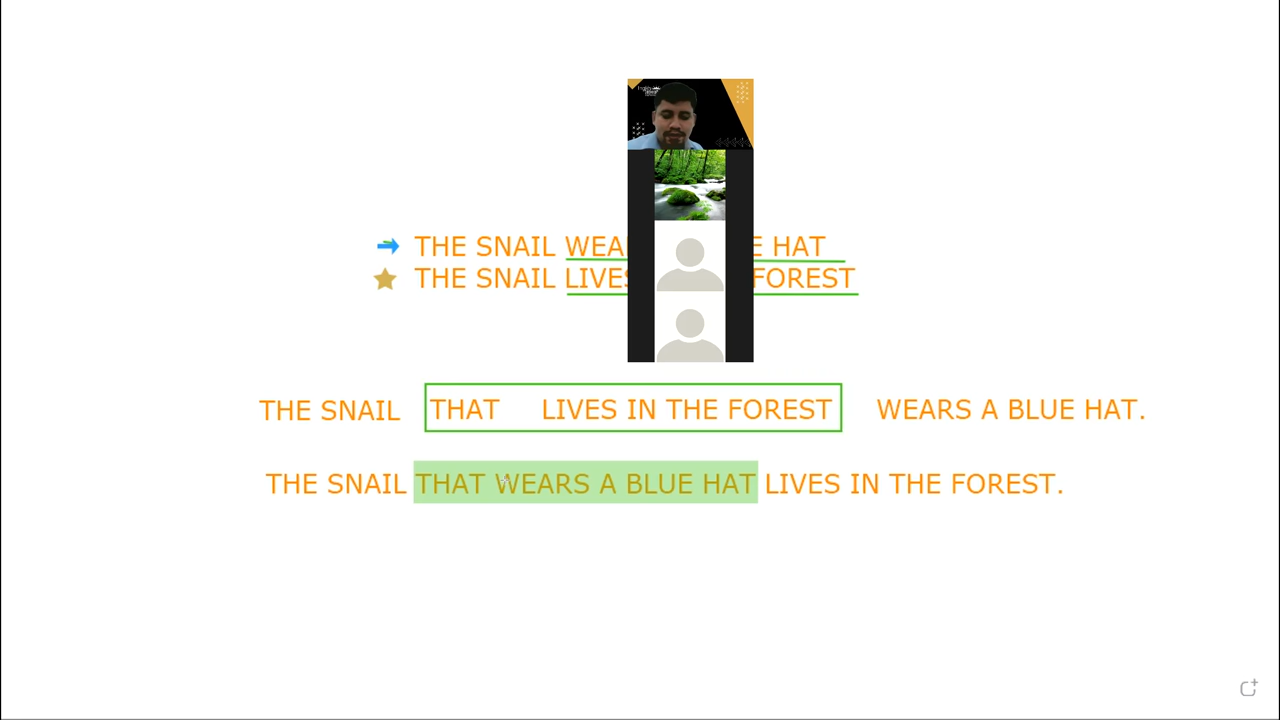 THE SNAIL WEA E HAT
THE SNAIL LIVES FOREST
THE SNAIL THAT LIVES IN THE FOREST WEARS A BLUE HAT.
THE SNAIL THAT WEARS A BLUE HAT LIVES IN THE FOREST.